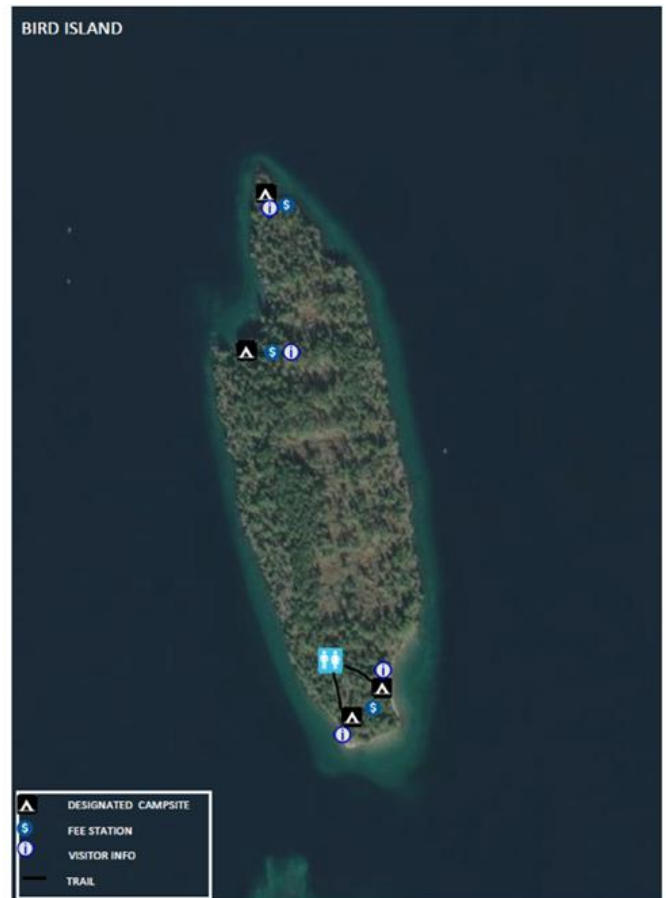 BIRD ISLAND
$
i
$
i
i
$
i
DESIGNATED CAMPSITE
$ FEE STATION
i VISITOR INFO
TRAIL